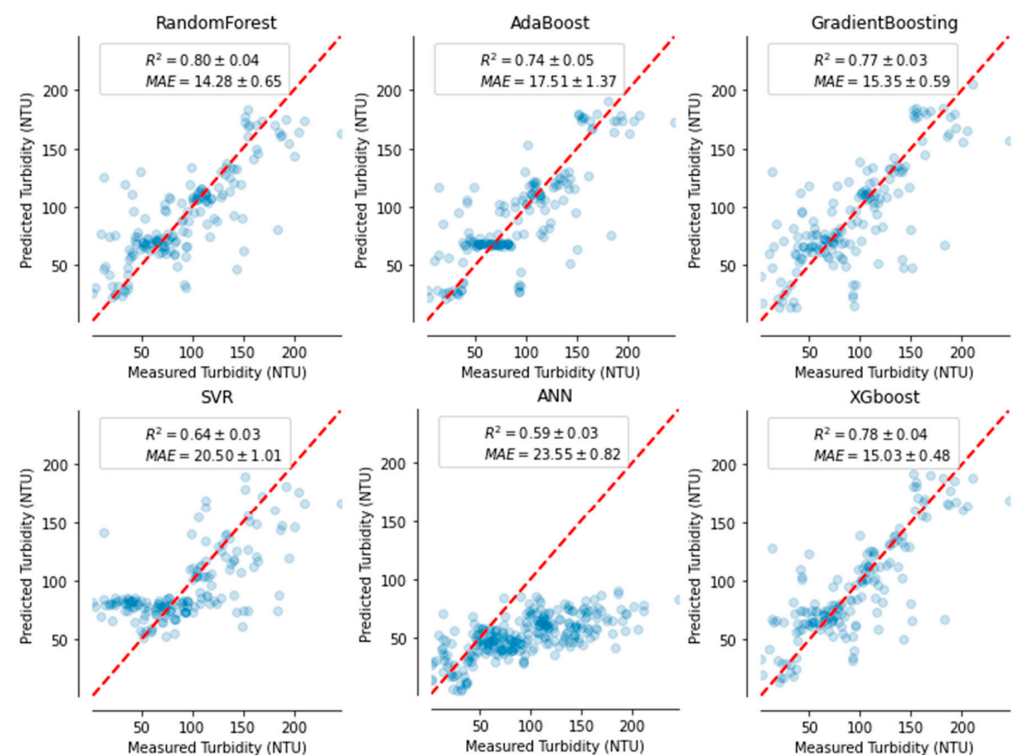 RandomForest
R² = 0.80 ± 0.04
MAE = 14.28 ± 0.65
Predicted Turbidity (NTU)
200
150
100
50
50 100 150 200
Measured Turbidity (NTU)
AdaBoost
R² = 0.74 ± 0.05
MAE = 17.51 ± 1.37
Predicted Turbidity (NTU)
200
150
100
50
50 100 150 200
Measured Turbidity (NTU)
GradientBoosting
R² = 0.77 ± 0.03
MAE = 15.35 ± 0.59
Predicted Turbidity (NTU)
200
150
100
50
50 100 150 200
Measured Turbidity (NTU)
SVR
R² = 0.64 ± 0.03
MAE = 20.50 ± 1.01
Predicted Turbidity (NTU)
200
150
100
50
50 100 150 200
Measured Turbidity (NTU)
ANN
R² = 0.59 ± 0.03
MAE = 23.55 ± 0.82
Predicted Turbidity (NTU)
200
150
100
50
50 100 150 200
Measured Turbidity (NTU)
XGboost
R² = 0.78 ± 0.04
MAE = 15.03 ± 0.48
Predicted Turbidity (NTU)
200
150
100
50
50 100 150 200
Measured Turbidity (NTU)